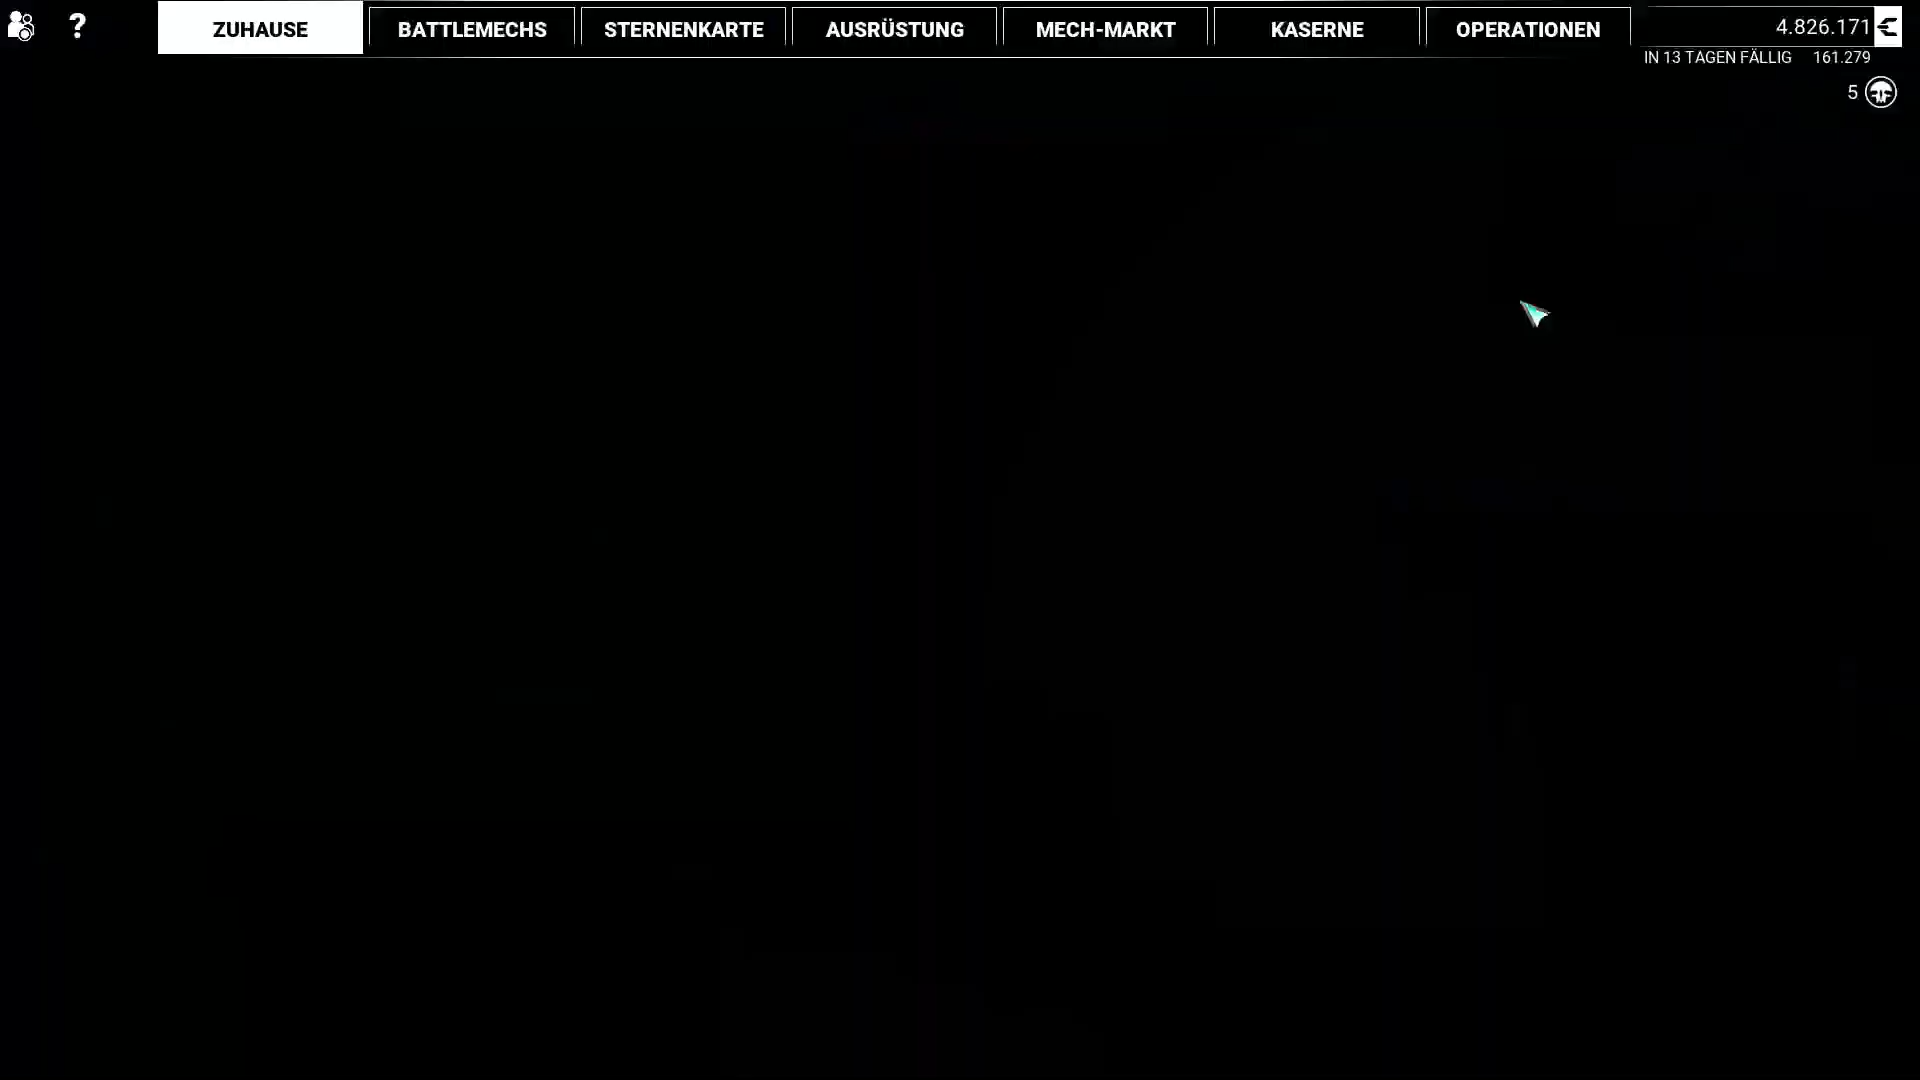 ?
ZUHAUSE
BATTLEMECHS
STERNENKARTE
AUSRÜSTUNG
MECH-MARKT
KASERNE
OPERATIONEN
4.826.171
IN 13 TAGEN FÄLLIG 161.279
5